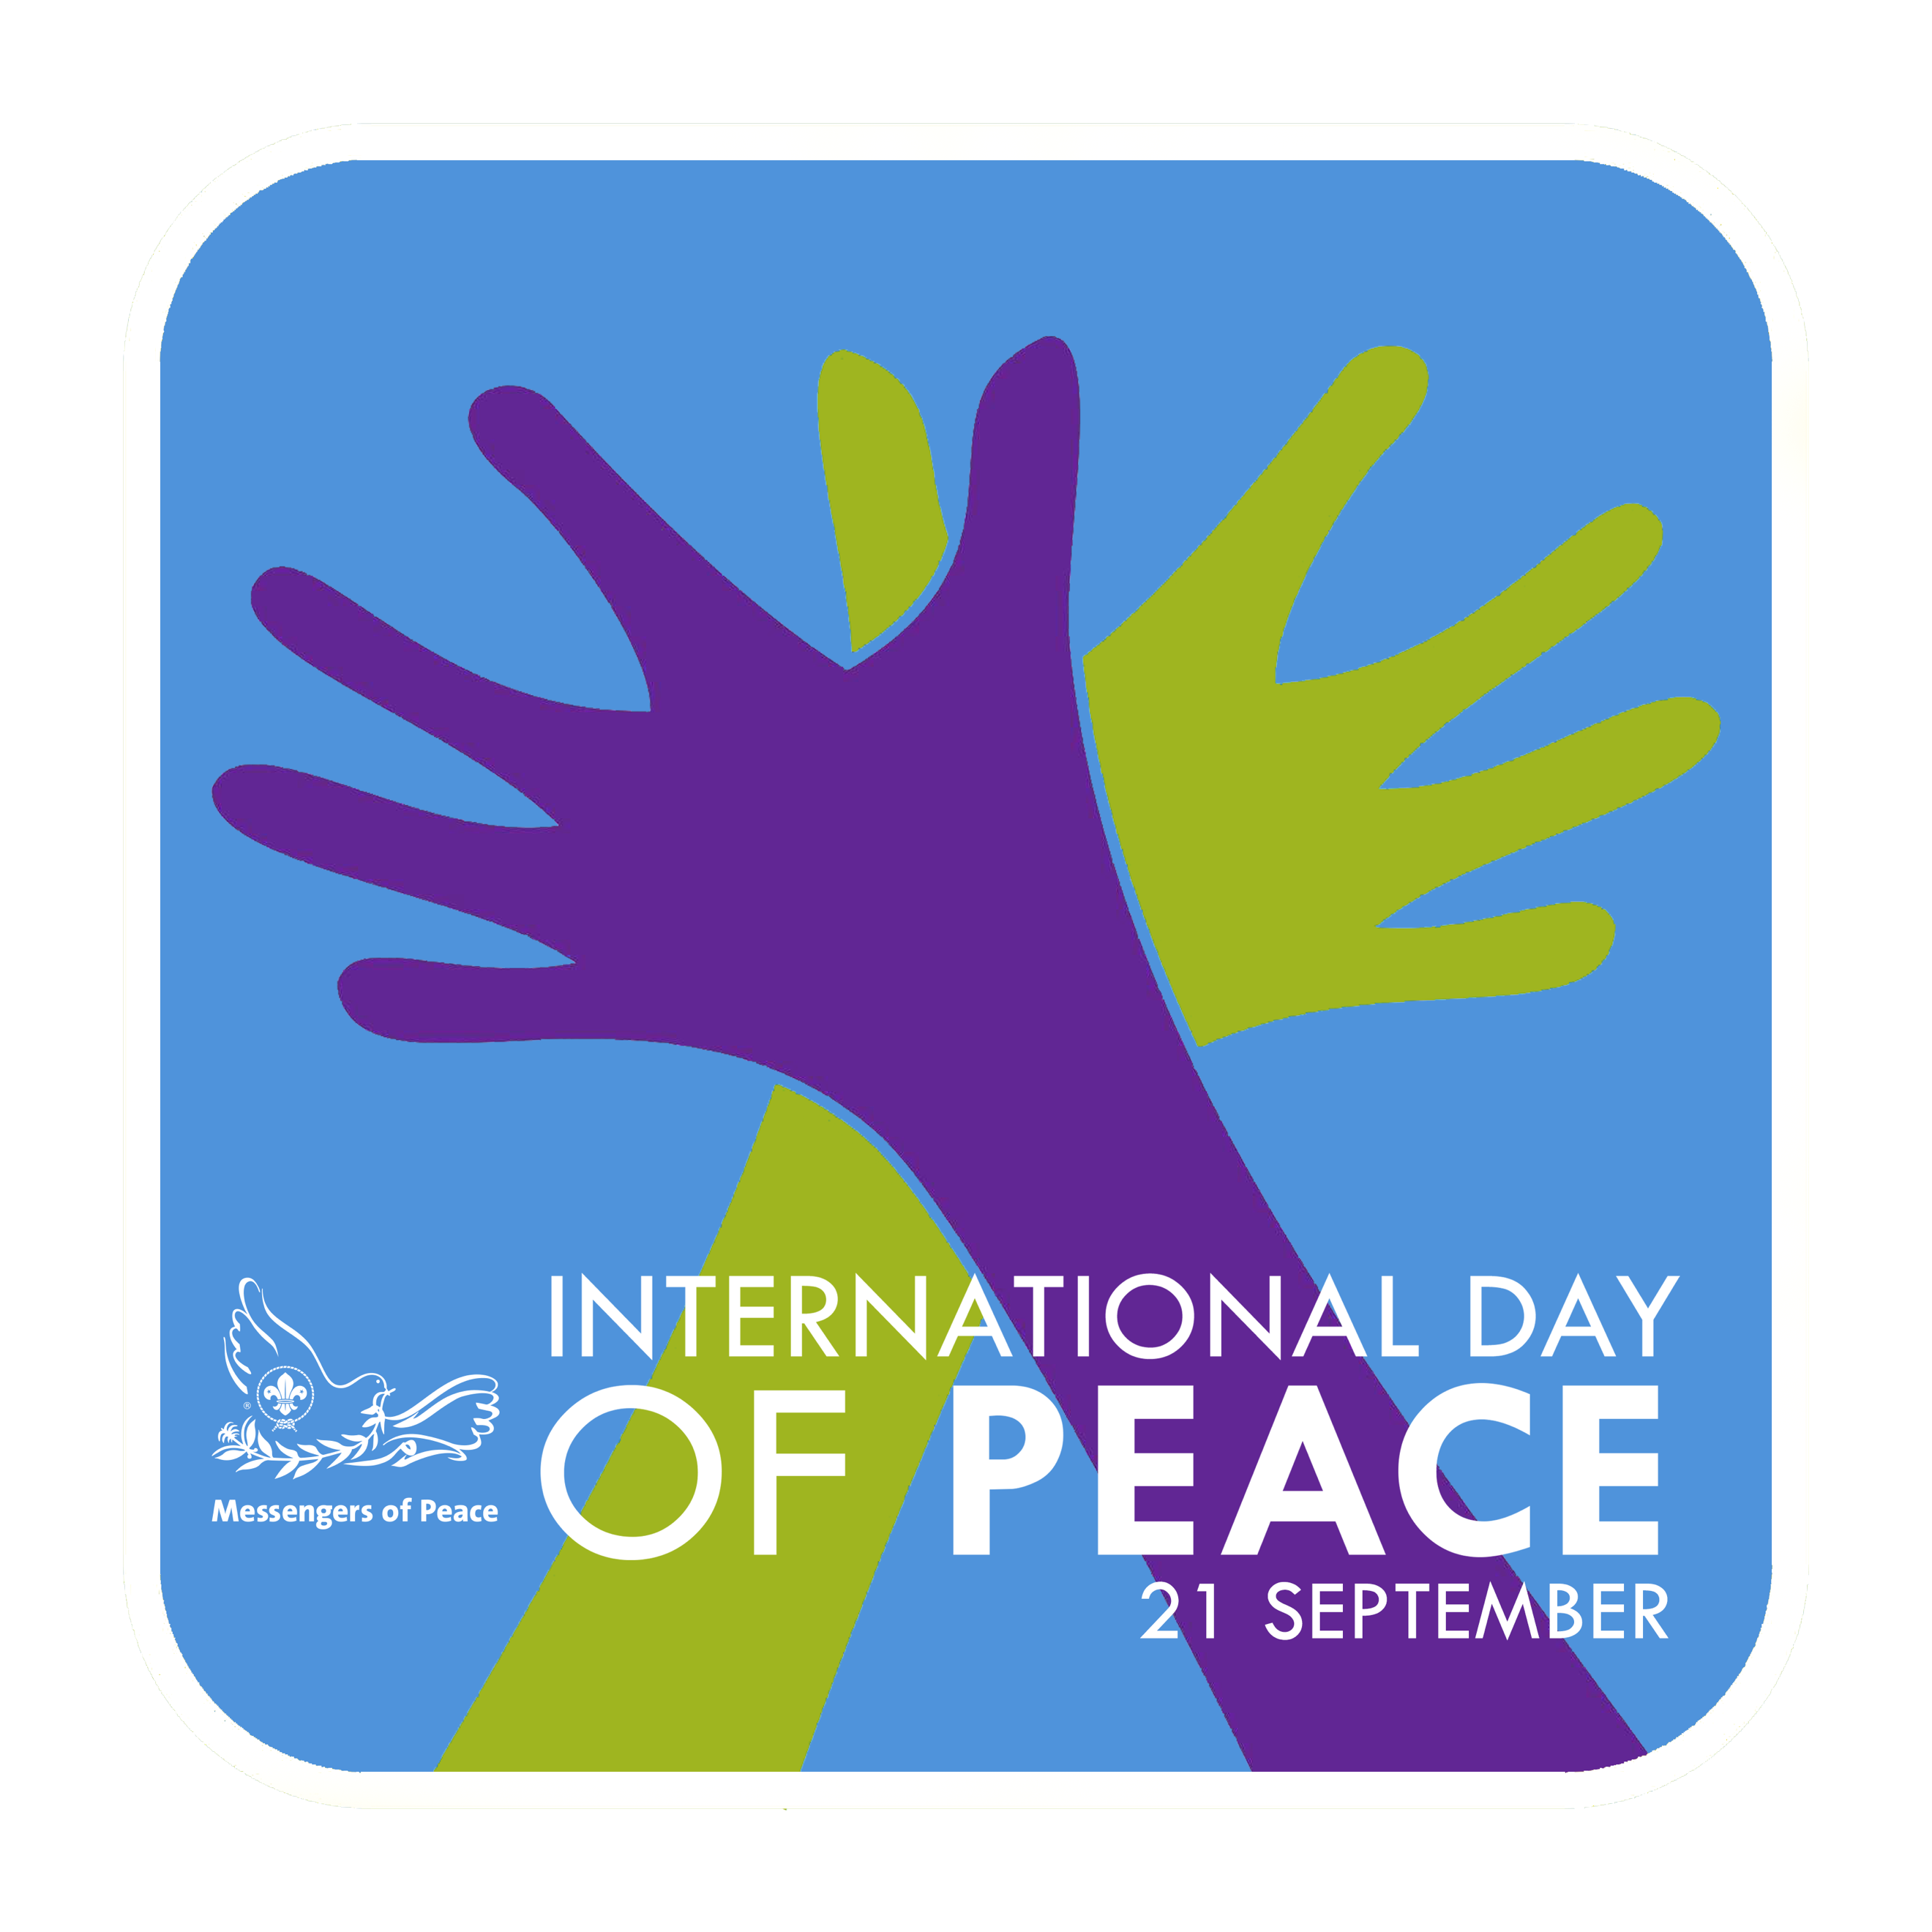 INTERNATIONAL DAY
OF PEACE
21 SEPTEMBER
®
Messengers of Peace